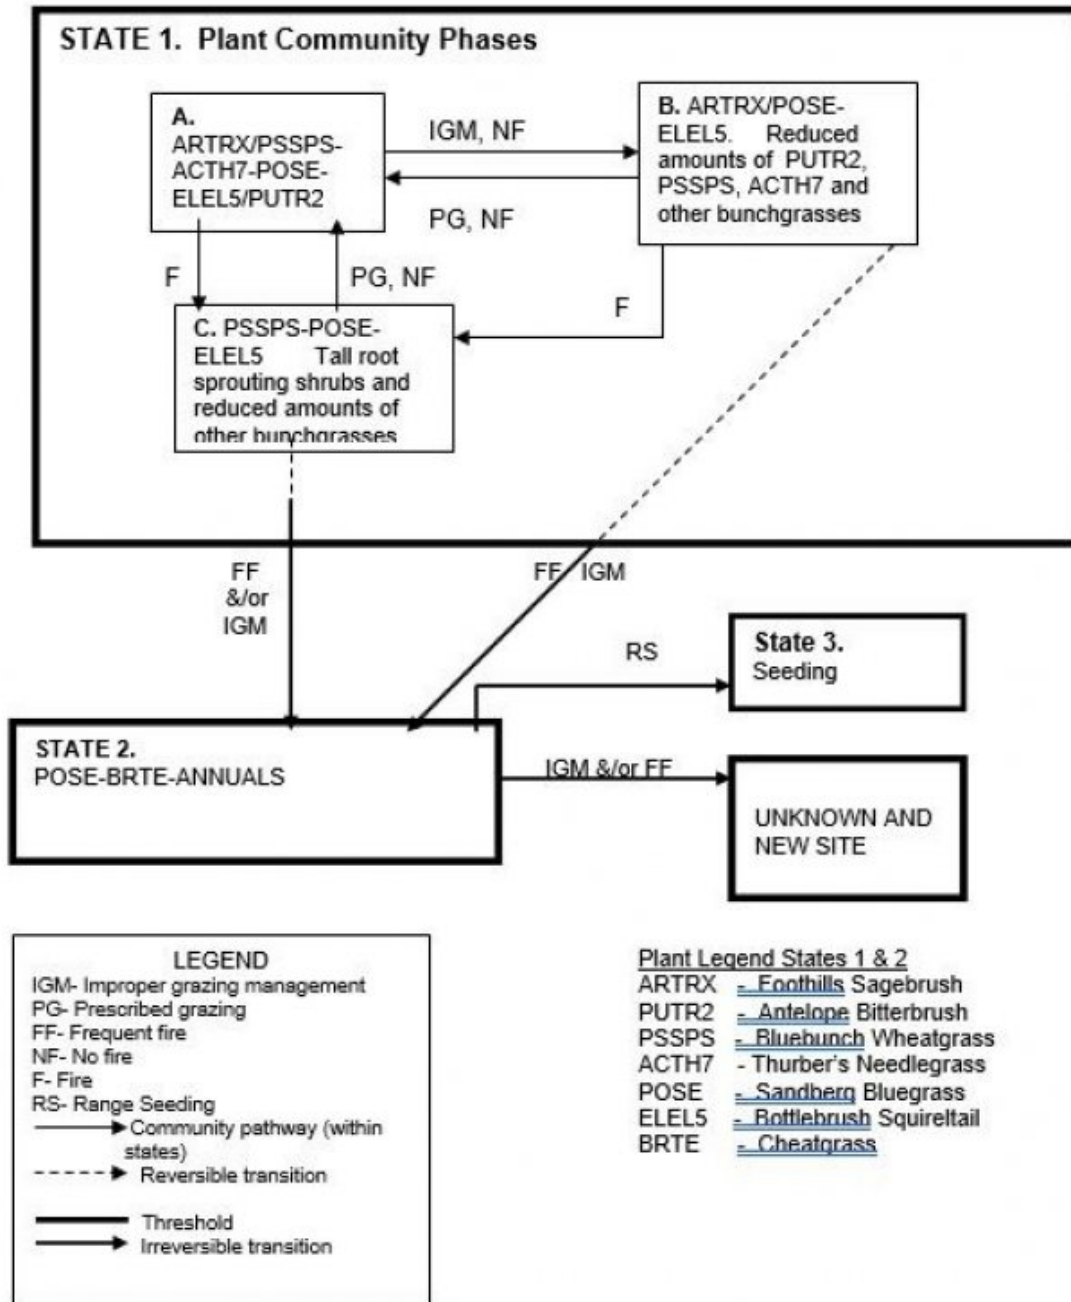 STATE 1. Plant Community Phases
A.
ARTRX/PSSPS-
ACTH7-POSE-
ELEL5/PUTR2
IGM, NF
PG, NF
B. ARTRX/POSE-
ELEL5. Reduced
amounts of PUTR2,
PSSPS, ACTH7 and
other bunchgrasses
F
PG, NF
F
C. PSSPS-POSE-
ELEL5 Tall root
sprouting shrubs and
reduced amounts of
other bunchgrasses
FF
&/or
IGM
FF IGM
RS
State 3.
Seeding
STATE 2.
POSE-BRTE-ANNUALS
IGM &/or FF
UNKNOWN AND
NEW SITE
LEGEND
IGM- Improper grazing management
PG- Prescribed grazing
FF- Frequent fire
NF- No fire
F- Fire
RS- Range Seeding
Community pathway (within
states)
Reversible transition
Threshold
Irreversible transition
Plant Legend States 1 & 2
ARTRX - Foothills Sagebrush
PUTR2 - Antelope Bitterbrush
PSSPS - Bluebunch Wheatgrass
ACTH7 - Thurber's Needlegrass
POSE - Sandberg Bluegrass
ELEL5 - Bottlebrush Squireltail
BRTE - Cheatgrass